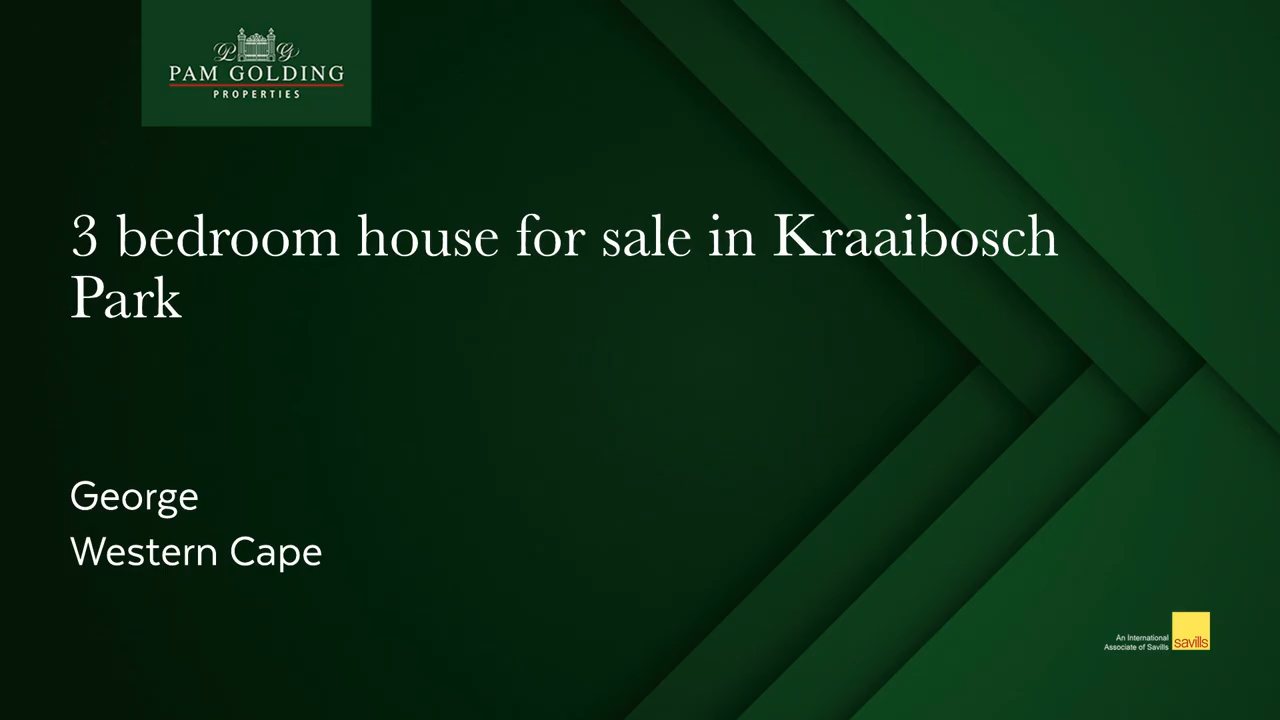 P G
PAM GOLDING
PROPERTIES
3 bedroom house for sale in Kraaibosch
Park
George
Western Cape
An International
Associate of Savills
savills